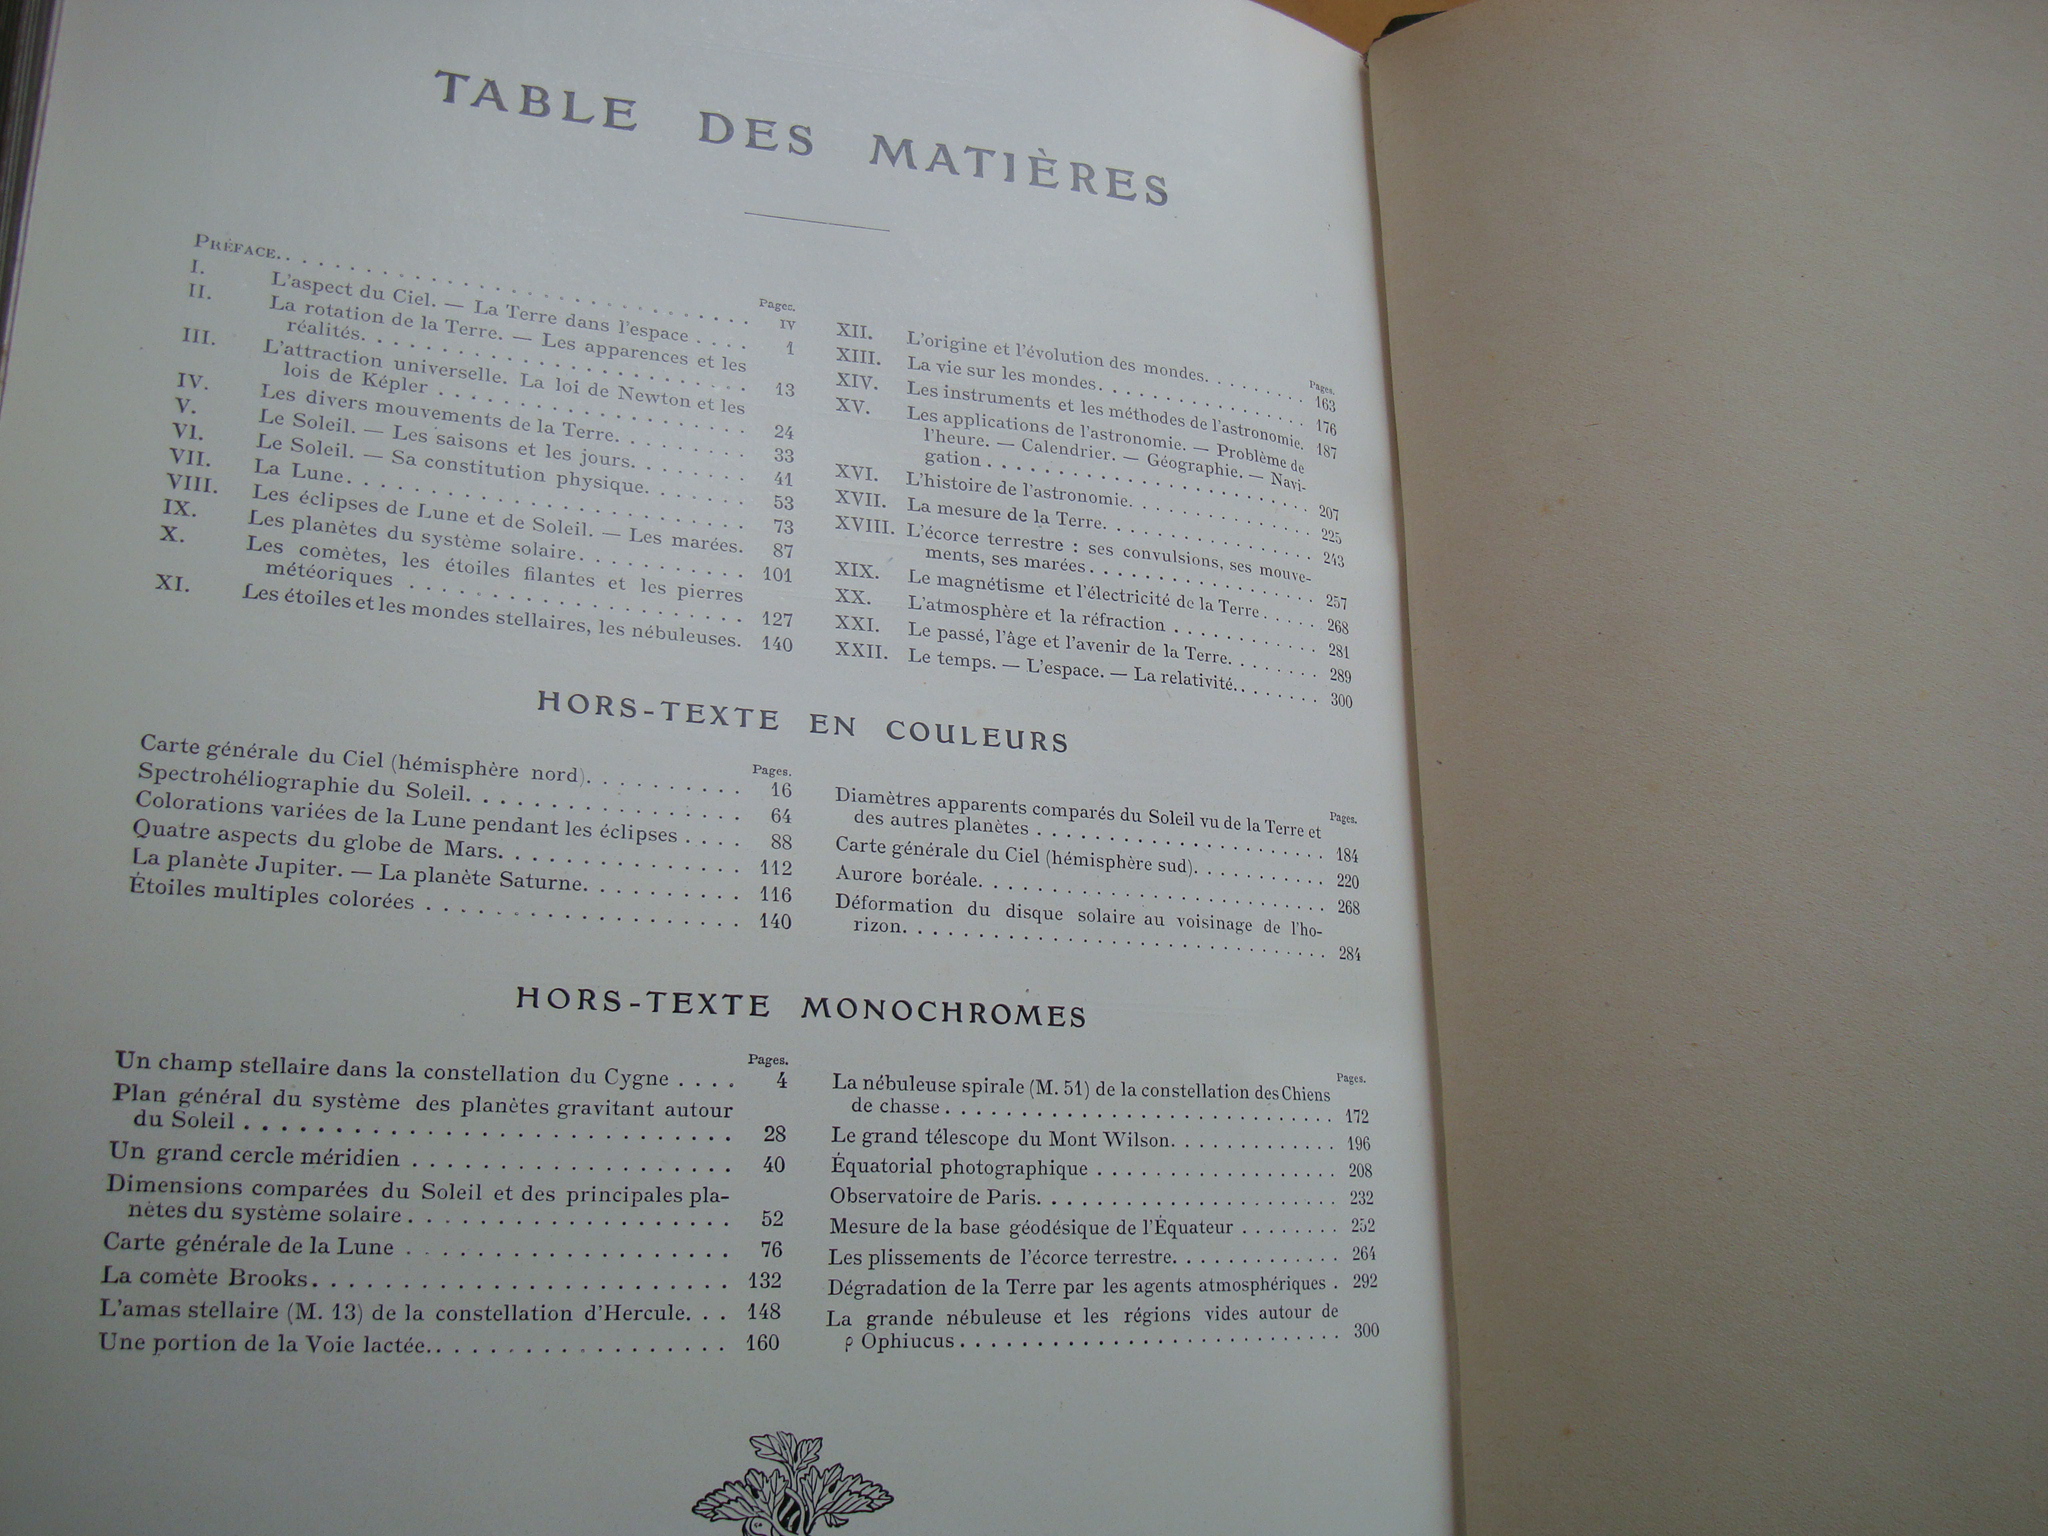 TABLE DES MATIÈRES
Pages.
PRÉFACE. . . . . . . . . . . . . . . . . . . . . . . . . . IV
I. L'aspect du Ciel. — La Terre dans l'espace . . . . 1
II. La rotation de la Terre. — Les apparences et les
réalités. . . . . . . . . . . . . . . . . . . . 13
III. L'attraction universelle. La loi de Newton et les
lois de Képler . . . . . . . . . . . . . . . . 24
IV. Les divers mouvements de la Terre. . . . . . . . 33
V. Le Soleil. — Les saisons et les jours. . . . . . . 41
VI. Le Soleil. — Sa constitution physique. . . . . . . 53
VII. La Lune. . . . . . . . . . . . . . . . . . . . . 73
VIII. Les éclipses de Lune et de Soleil. — Les marées. 87
IX. Les planètes du système solaire. . . . . . . . . . 101
X. Les comètes, les étoiles filantes et les pierres
météoriques . . . . . . . . . . . . . . . . . 127
XI. Les étoiles et les mondes stellaires, les nébuleuses. 140
Pages.
XII. L'origine et l'évolution des mondes. . . . . . . . 163
XIII. La vie sur les mondes. . . . . . . . . . . . . . . 176
XIV. Les instruments et les méthodes de l'astronomie. 187
XV. Les applications de l'astronomie. — Problème de
l'heure. — Calendrier. — Géographie. — Navi-
gation . . . . . . . . . . . . . . . . . . . . 207
XVI. L'histoire de l'astronomie. . . . . . . . . . . . . 225
XVII. La mesure de la Terre. . . . . . . . . . . . . . . 243
XVIII. L'écorce terrestre : ses convulsions, ses mouve-
ments, ses marées. . . . . . . . . . . . . . . 257
XIX. Le magnétisme et l'électricité de la Terre. . . . . 268
XX. L'atmosphère et la réfraction . . . . . . . . . . . 281
XXI. Le passé, l'âge et l'avenir de la Terre. . . . . . . 289
XXII. Le temps. — L'espace. — La relativité. . . . . . . 300
HORS-TEXTE EN COULEURS
Pages.
Carte générale du Ciel (hémisphère nord). . . . . . . . . . 16
Spectrohéliographie du Soleil. . . . . . . . . . . . . . . 64
Colorations variées de la Lune pendant les éclipses . . . . 88
Quatre aspects du globe de Mars. . . . . . . . . . . . . 112
La planète Jupiter. — La planète Saturne. . . . . . . . . 116
Étoiles multiples colorées . . . . . . . . . . . . . . . . 140
Pages.
Diamètres apparents comparés du Soleil vu de la Terre et
des autres planètes . . . . . . . . . . . . . . . . . . 184
Carte générale du Ciel (hémisphère sud). . . . . . . . . . 220
Aurore boréale. . . . . . . . . . . . . . . . . . . . . . 268
Déformation du disque solaire au voisinage de l'ho-
rizon. . . . . . . . . . . . . . . . . . . . . . . . . . 284
HORS-TEXTE MONOCHROMES
Pages.
Un champ stellaire dans la constellation du Cygne . . . . 4
Plan général du système des planètes gravitant autour
du Soleil . . . . . . . . . . . . . . . . . . . . . . . . 28
Un grand cercle méridien . . . . . . . . . . . . . . . . . 40
Dimensions comparées du Soleil et des principales pla-
nètes du système solaire. . . . . . . . . . . . . . . . . 52
Carte générale de la Lune . . . . . . . . . . . . . . . . . 76
La comète Brooks. . . . . . . . . . . . . . . . . . . . . . 132
L'amas stellaire (M. 13) de la constellation d'Hercule. . . 148
Une portion de la Voie lactée. . . . . . . . . . . . . . . . 160
Pages.
La nébuleuse spirale (M. 51) de la constellation des Chiens
de chasse . . . . . . . . . . . . . . . . . . . . . . . . 172
Le grand télescope du Mont Wilson. . . . . . . . . . . . 196
Équatorial photographique . . . . . . . . . . . . . . . . 208
Observatoire de Paris. . . . . . . . . . . . . . . . . . . 232
Mesure de la base géodésique de l'Équateur . . . . . . . . 252
Les plissements de l'écorce terrestre. . . . . . . . . . . . 264
Dégradation de la Terre par les agents atmosphériques . 292
La grande nébuleuse et les régions vides autour de
ρ Ophiucus . . . . . . . . . . . . . . . . . . . . . . . 300